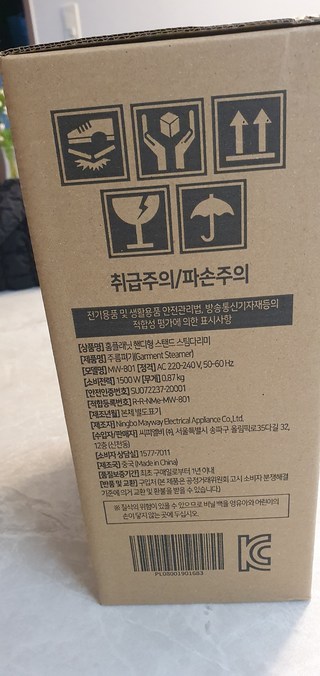 취급주의/파손주의
전기용품 및 생활용품 안전관리법, 방송통신기자재등의
적합성 평가에 의한 표시사항
[상품명] 홈플래닛 핸디형 스탠드 스팀다리미
[제품명] 주름펴기(Garment Steamer)
[모델명] MW-801 [정격] AC 220-240 V, 50-60 Hz
[소비전력] 1500 W [무게] 0.87 kg
[안전인증번호] SU072237-20001
[적합등록번호] R-R-NMe-MW-801
[제조년월] 본체 별도표기
[제조자] Ningbo Mayway Electrical Appliance Co.,Ltd.
[수입자/판매자] 씨피엘비 ㈜, 서울특별시 송파구 올림픽로35다길 32,
12층 (신천동)
[소비자 상담실] 1577-7011
[제조국] 중국 (Made in China)
[품질보증기간] 최초 구매일로부터 1년 이내
[반품 및 교환] 구입처 (본 제품은 공정거래위원회 고시 소비자 분쟁해결
기준에 의거 교환 및 환불을 받을 수 있습니다.)
※ 질식의 위험이 있을 수 있으므로 비닐 백을 영유아와 어린이의
손이 닿지 않는 곳에 두십시오.
PL08001901683